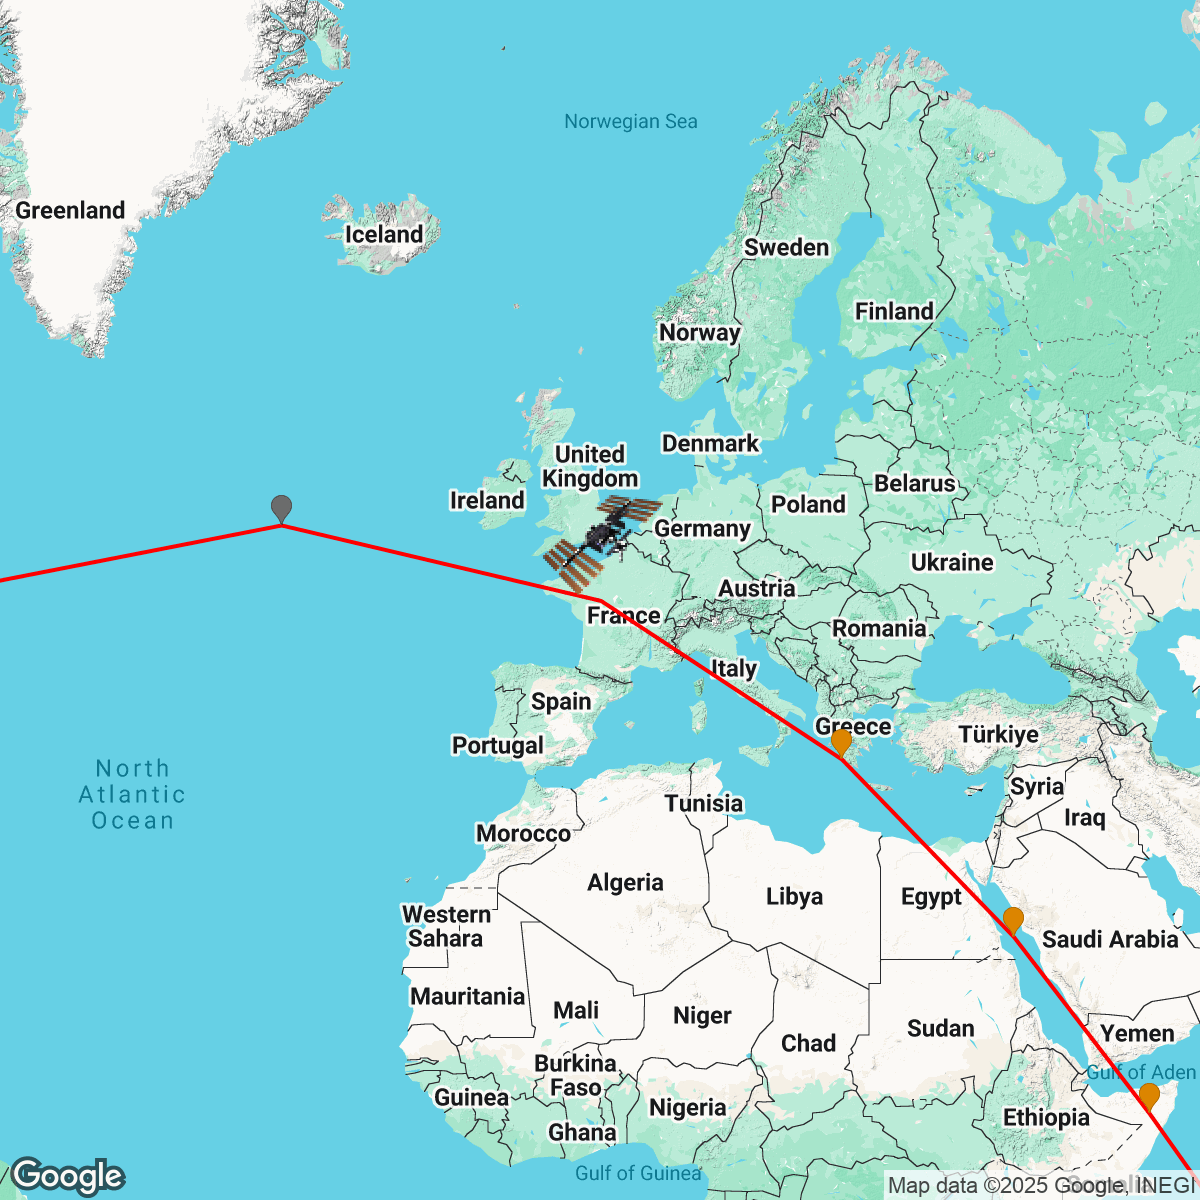 Norwegian Sea
Greenland
Iceland
Sweden
Finland
Norway
Denmark
United
Kingdom
Ireland
Belarus
Poland
Germany
Ukraine
Austria
France
Romania
Italy
Spain
Greece
Türkiye
Portugal
North
Atlantic
Ocean
Syria
Iraq
Tunisia
Morocco
Algeria
Libya
Egypt
Western
Sahara
Saudi Arabia
Mauritania
Mali
Niger
Chad
Sudan
Yemen
Burkina
Faso
Gulf of Aden
Guinea
Nigeria
Ethiopia
Ghana
Gulf of Guinea
Google
Map data ©2025 Google, INEGI